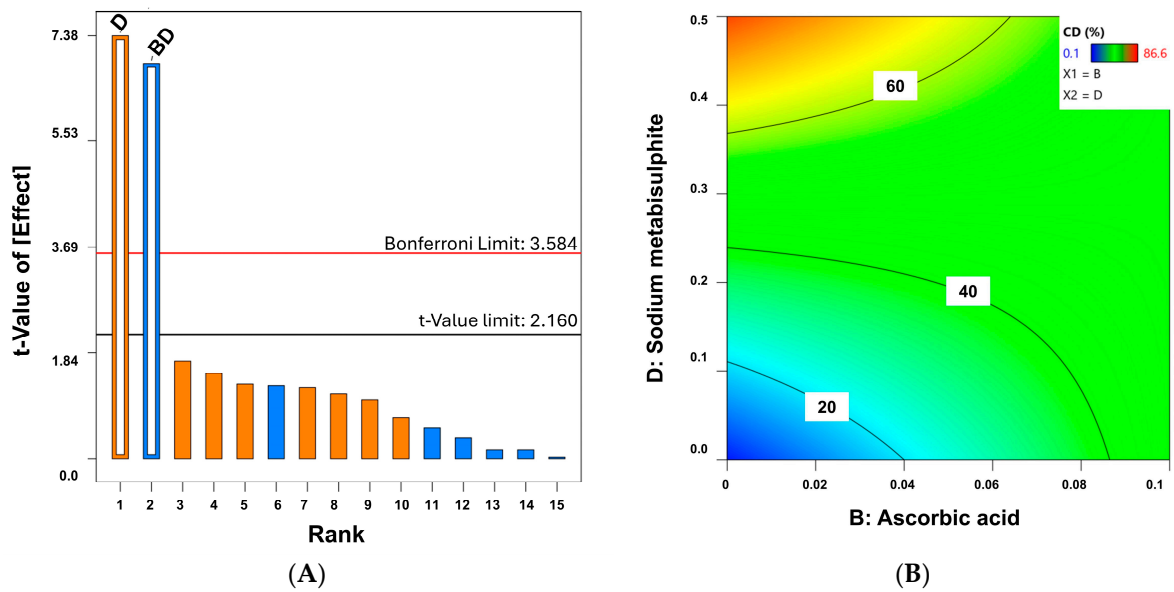 D
BD
7.38
5.53
3.69
1.84
0.0
t-Value of [Effect]
Bonferroni Limit: 3.584
t-Value limit: 2.160
1 2 3 4 5 6 7 8 9 10 11 12 13 14 15
Rank
(A)
0.5
0.4
0.3
0.2
0.1
0.0
D: Sodium metabisulphite
60
40
20
CD (%)
0.1 86.6
X1 = B
X2 = D
0 0.02 0.04 0.06 0.08 0.1
B: Ascorbic acid
(B)